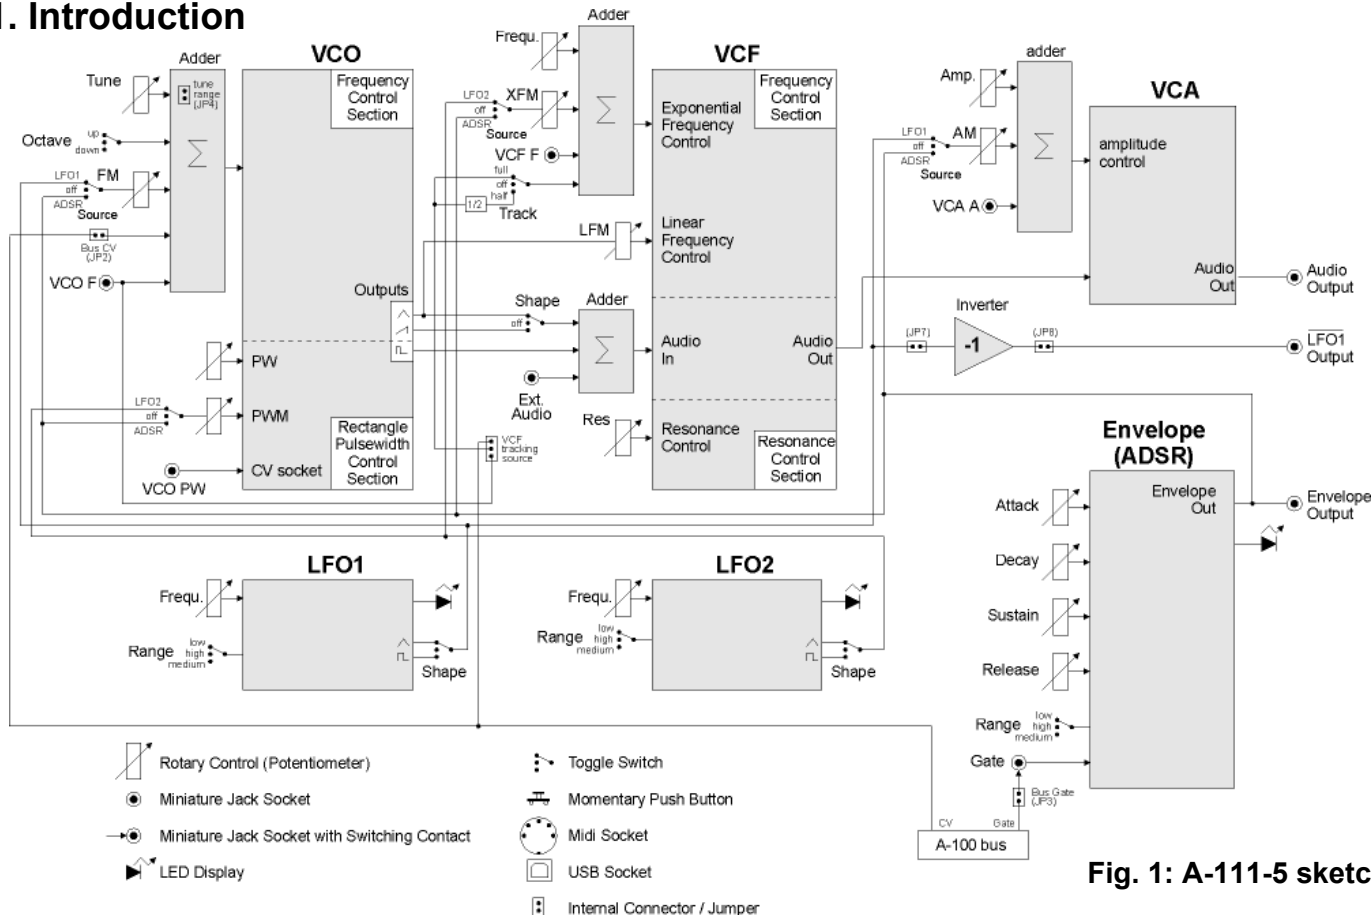 1. Introduction
VCO
Adder
Tune
tune
range
(JP4)
Octave
up
down
FM
LFO1
off
ADSR
Source
Bus CV
(JP2)
VCO F
Σ
Frequency
Control
Section
Outputs
PW
PWM
LFO2
off
ADSR
CV socket
VCO PW
Rectangle
Pulsewidth
Control
Section
VCF
Adder
Frequ.
XFM
LFO2
off
ADSR
Source
VCF F
full
off
half
1/2
Track
Σ
Exponential
Frequency
Control
Frequency
Control
Section
LFM
Linear
Frequency
Control
Shape
off
Adder
Σ
Ext.
Audio
Audio
In
Audio
Out
Res
VCF
tracking
source
Resonance
Control
Resonance
Control
Section
VCA
adder
Amp.
AM
LFO1
off
ADSR
Source
VCA A
Σ
amplitude
control
Audio
Out
Audio
Output
Inverter
(JP7)
-1
(JP8)
LFO1
Output
Envelope
(ADSR)
Attack
Decay
Sustain
Release
Range
low
high
medium
Gate
Envelope
Out
Envelope
Output
Bus Gate
(JP3)
CV
Gate
A-100 bus
LFO1
Frequ.
Range
low
high
medium
Shape
LFO2
Frequ.
Range
low
high
medium
Shape
Rotary Control (Potentiometer)
Miniature Jack Socket
Miniature Jack Socket with Switching Contact
LED Display
Toggle Switch
Momentary Push Button
Midi Socket
USB Socket
Internal Connector / Jumper
Fig. 1: A-111-5 sketc